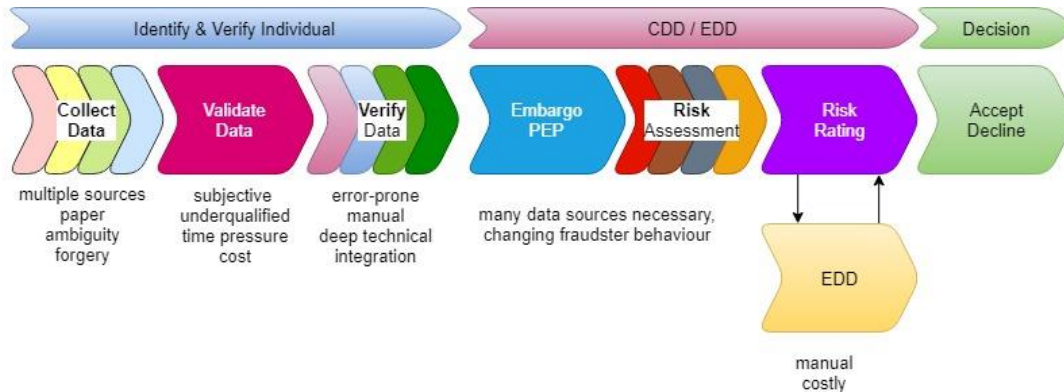 Identify & Verify Individual
CDD / EDD
Decision
Collect
Data
Validate
Data
Verify
Data
Embargo
PEP
Risk
Assessment
Risk
Rating
Accept
Decline
multiple sources
paper
ambiguity
forgery
subjective
underqualified
time pressure
cost
error-prone
manual
deep technical
integration
many data sources necessary,
changing fraudster behaviour
EDD
manual
costly